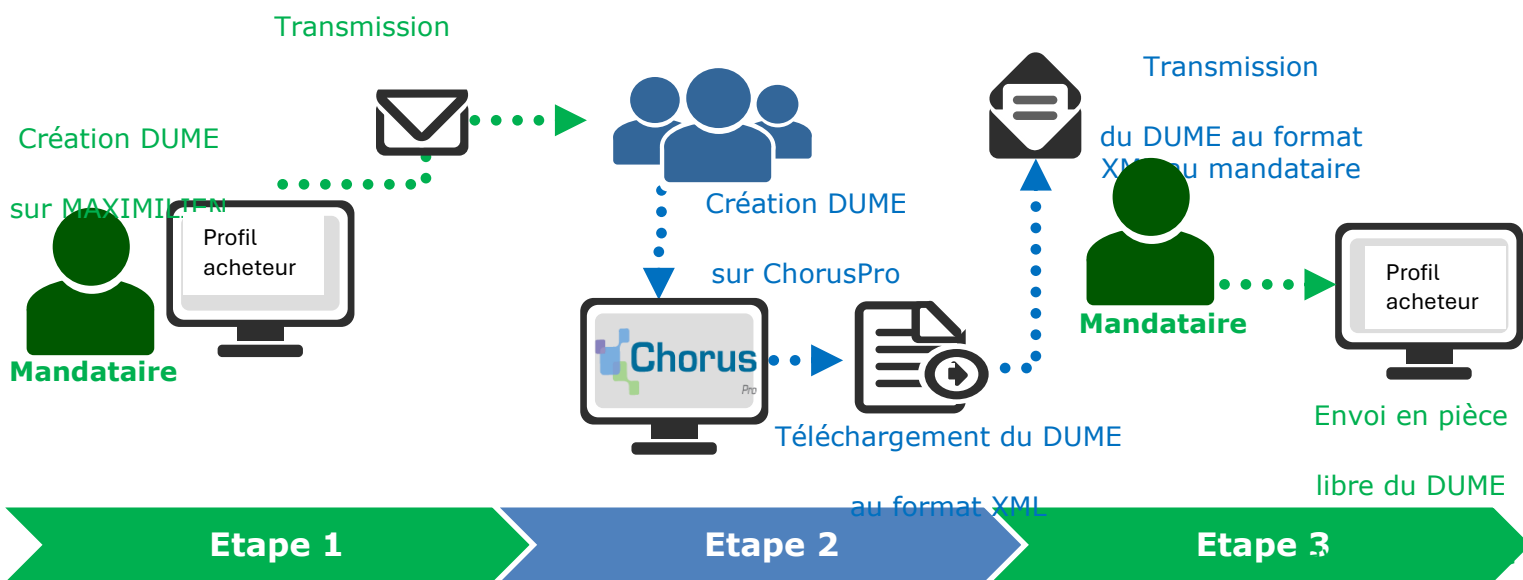 Transmission
Création DUME
sur MAXIMILIEN
Profil
acheteur
Mandataire
Création DUME
sur ChorusPro
Chorus
Pro
Téléchargement du DUME
au format XML
Transmission
du DUME au format
XML au mandataire
Mandataire
Profil
acheteur
Envoi en pièce
libre du DUME
Etape 1
Etape 2
Etape 3